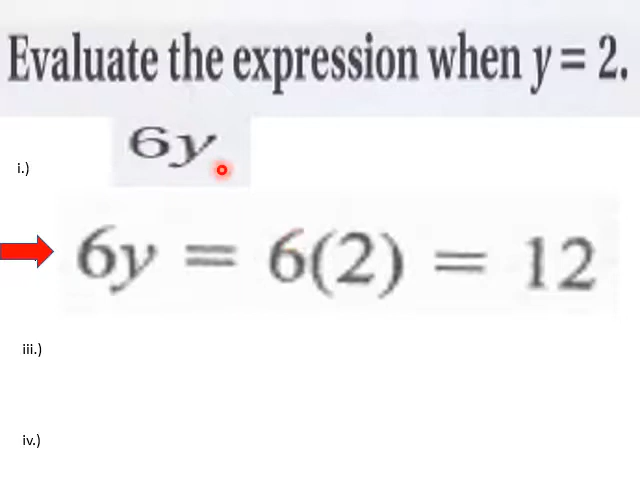 Evaluate the expression when y = 2.
6y
i.)
6y = 6(2) = 12
iii.)
iv.)